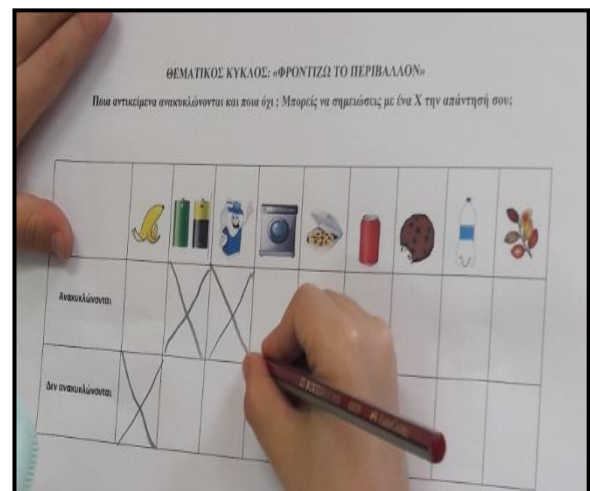 ΘΕΜΑΤΙΚΟΣ ΚΥΚΛΟΣ: «ΦΡΟΝΤΙΖΩ ΤΟ ΠΕΡΙΒΑΛΛΟΝ»
Ποια αντικείμενα ανακυκλώνονται και ποια όχι ; Μπορείς να σημειώσεις με ένα Χ την απάντησή σου;
Ανακυκλώνονται
Δεν ανακυκλώνονται